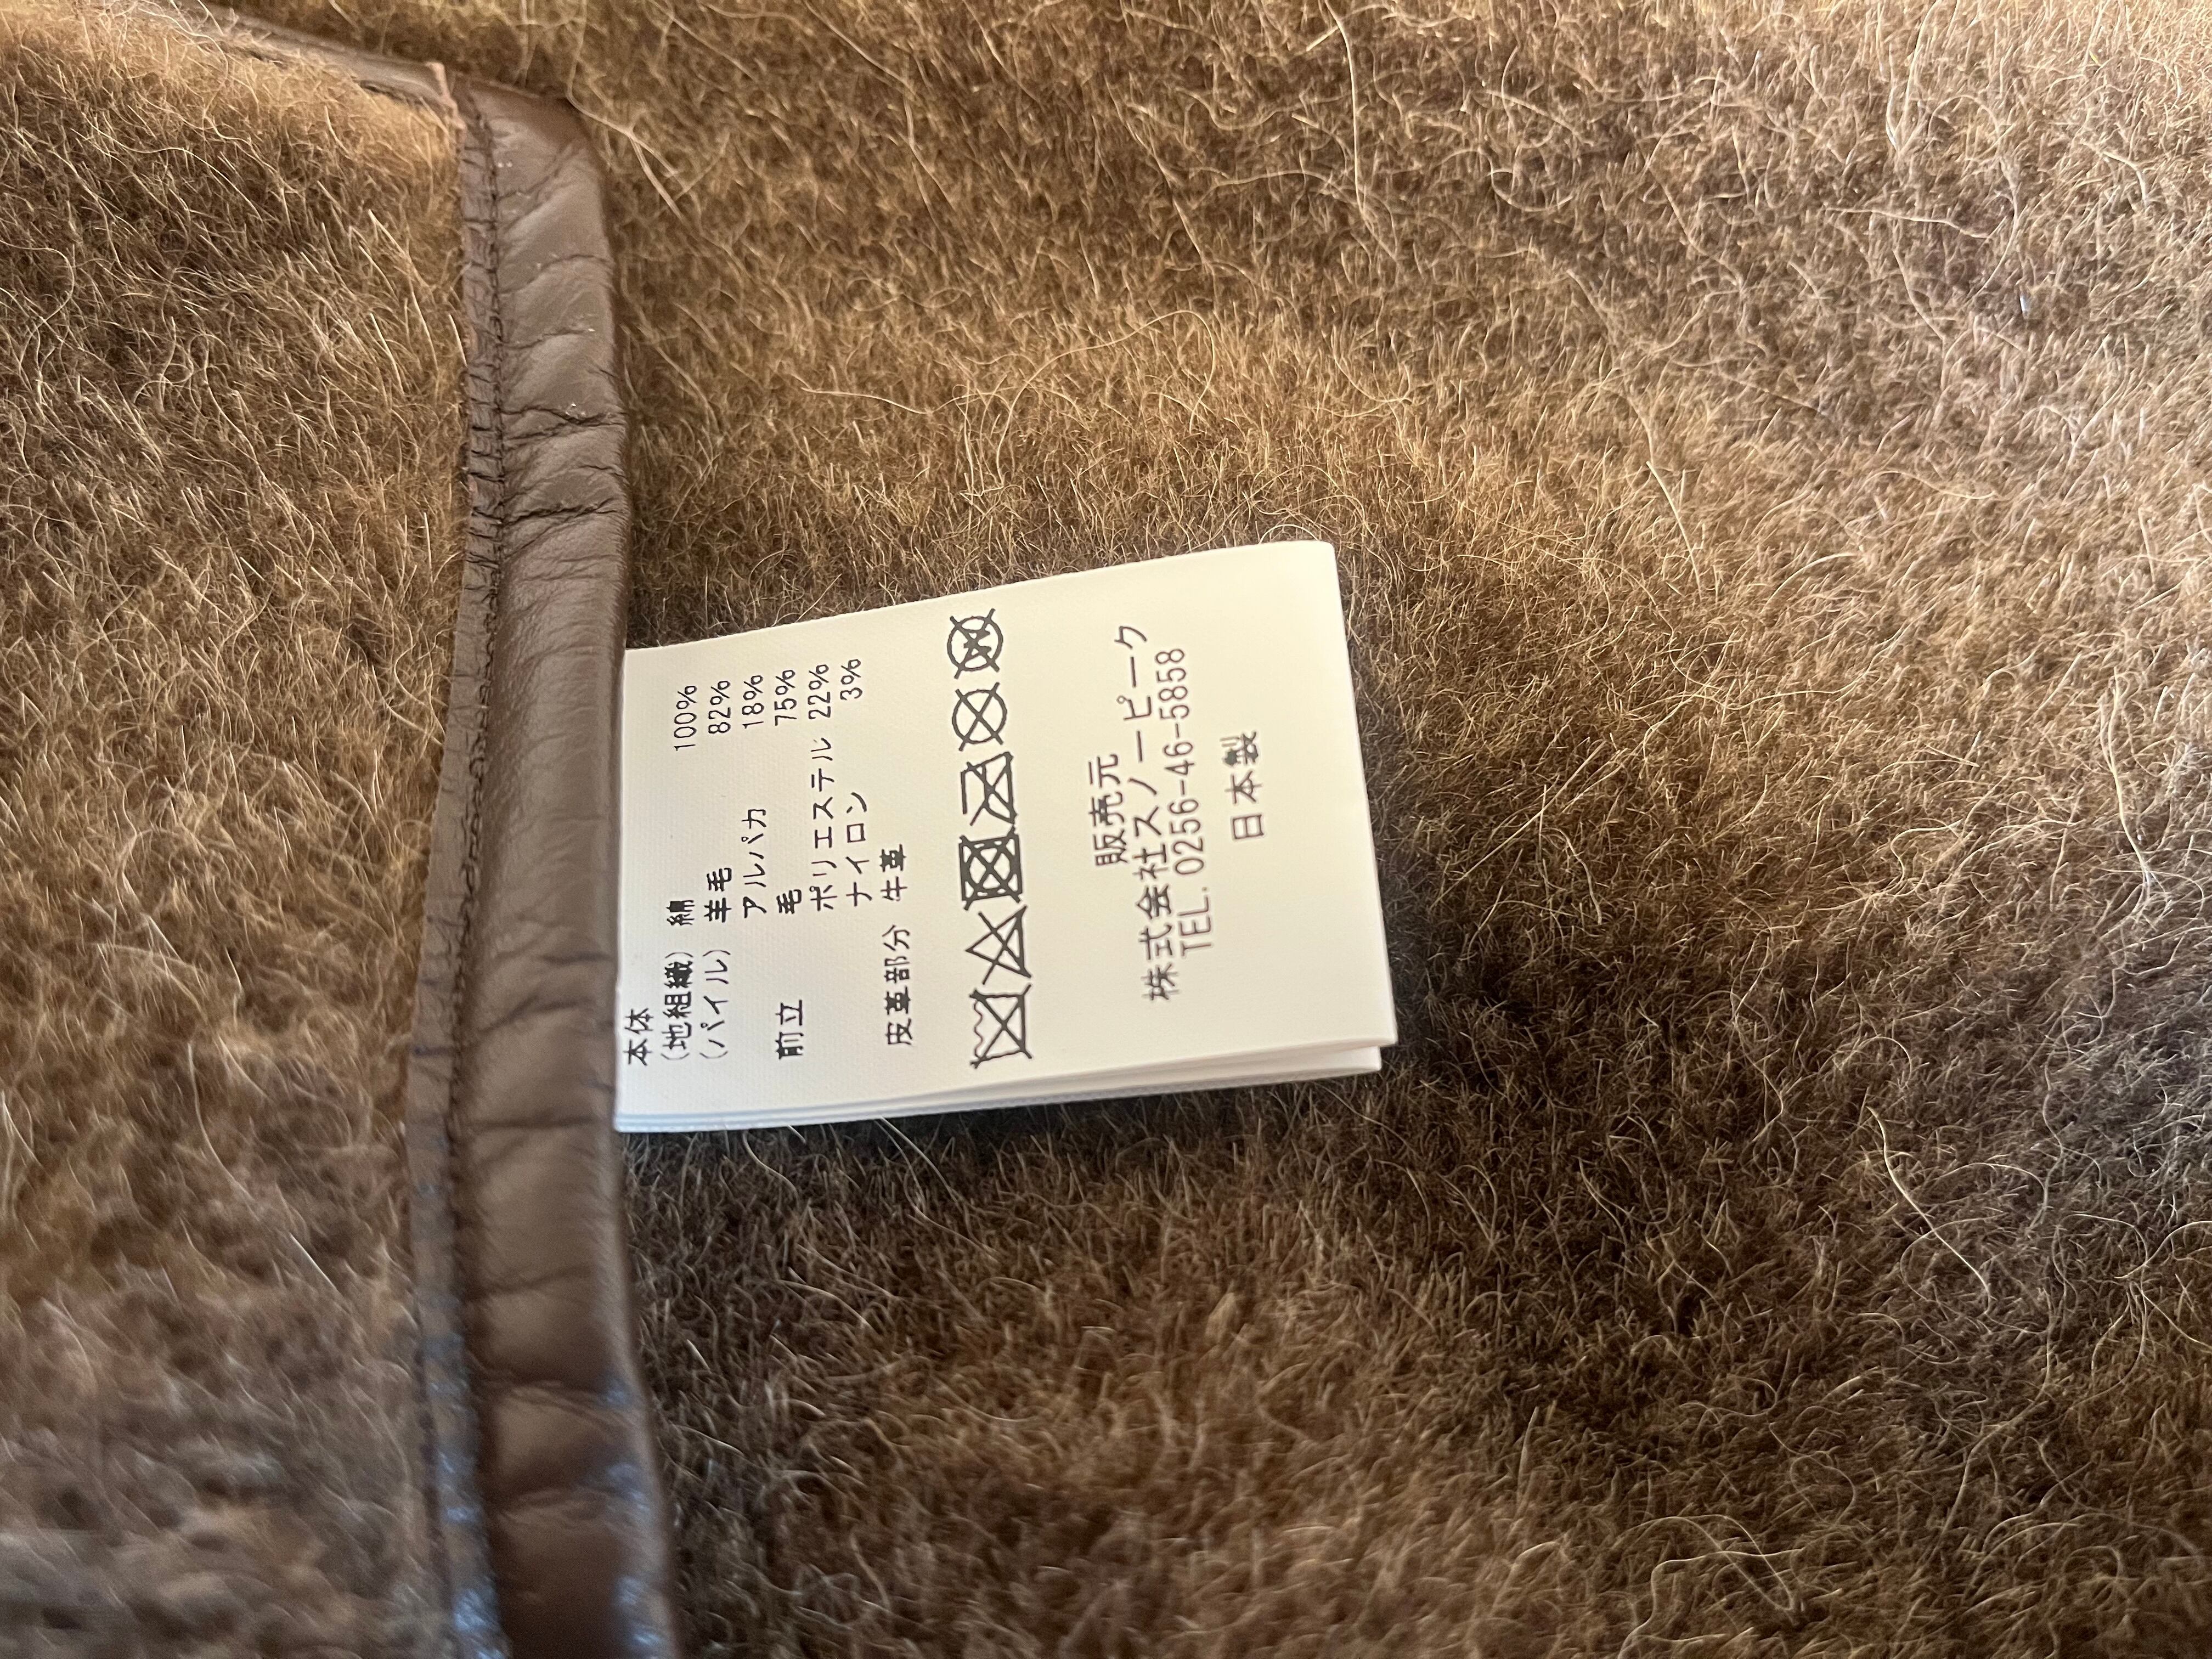 本体
(地組織) 綿 100%
(パイル) 羊毛 82%
アルパカ 18%
前立 毛 75%
ポリエステル 22%
ナイロン 3%
皮革部分 牛革
販売元
株式会社スノーピーク
TEL. 0256-46-5858
日本製